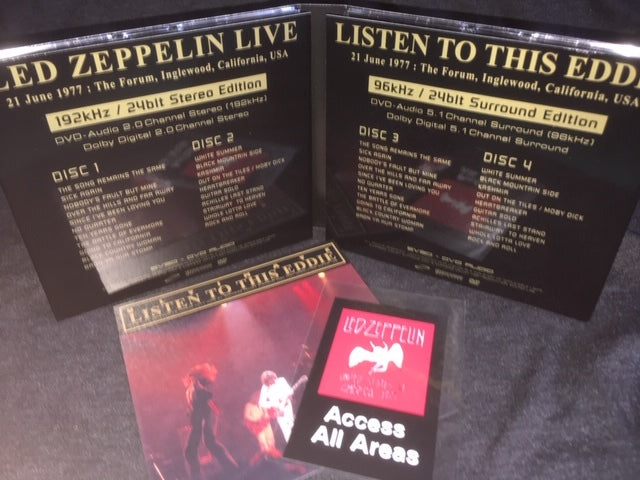 LED ZEPPELIN LIVE
21 June 1977 : The Forum, Inglewood, California, USA
192kHz / 24bit Stereo Edition
DVD-Audio 2.0 Channel Stereo (192kHz)
Dolby Digital 2.0 Channel Stereo
DISC 1
THE SONG REMAINS THE SAME
SICK AGAIN
NOBODY'S FAULT BUT MINE
OVER THE HILLS AND FAR AWAY
SINCE I'VE BEEN LOVING YOU
NO QUARTER
TEN YEARS GONE
THE BATTLE OF EVERMORE
GOING TO CALIFORNIA
BLACK COUNTRY WOMAN
BRON-YR-AUR STOMP
DISC 2
WHITE SUMMER
BLACK MOUNTAIN SIDE
KASHMIR
OUT ON THE TILES / MOBY DICK
HEARTBREAKER
GUITAR SOLO
ACHILLES LAST STAND
STAIRWAY TO HEAVEN
WHOLE LOTTA LOVE
ROCK AND ROLL
DVD AUDIO
LISTEN TO THIS EDDIE
21 June 1977 : The Forum, Inglewood, California, USA
96kHz / 24bit Surround Edition
DVD-Audio 5.1 Channel Surround (96kHz)
Dolby Digital 5.1 Channel Surround
DISC 3
THE SONG REMAINS THE SAME
SICK AGAIN
NOBODY'S FAULT BUT MINE
OVER THE HILLS AND FAR AWAY
SINCE I'VE BEEN LOVING YOU
NO QUARTER
TEN YEARS GONE
THE BATTLE OF EVERMORE
GOING TO CALIFORNIA
BLACK COUNTRY WOMAN
BRON-YR-AUR STOMP
DISC 4
WHITE SUMMER
BLACK MOUNTAIN SIDE
KASHMIR
OUT ON THE TILES / MOBY DICK
HEARTBREAKER
GUITAR SOLO
ACHILLES LAST STAND
STAIRWAY TO HEAVEN
WHOLE LOTTA LOVE
ROCK AND ROLL
DVD AUDIO
LISTEN TO THIS EDDIE
LED-ZEPPELIN
Access
All Areas